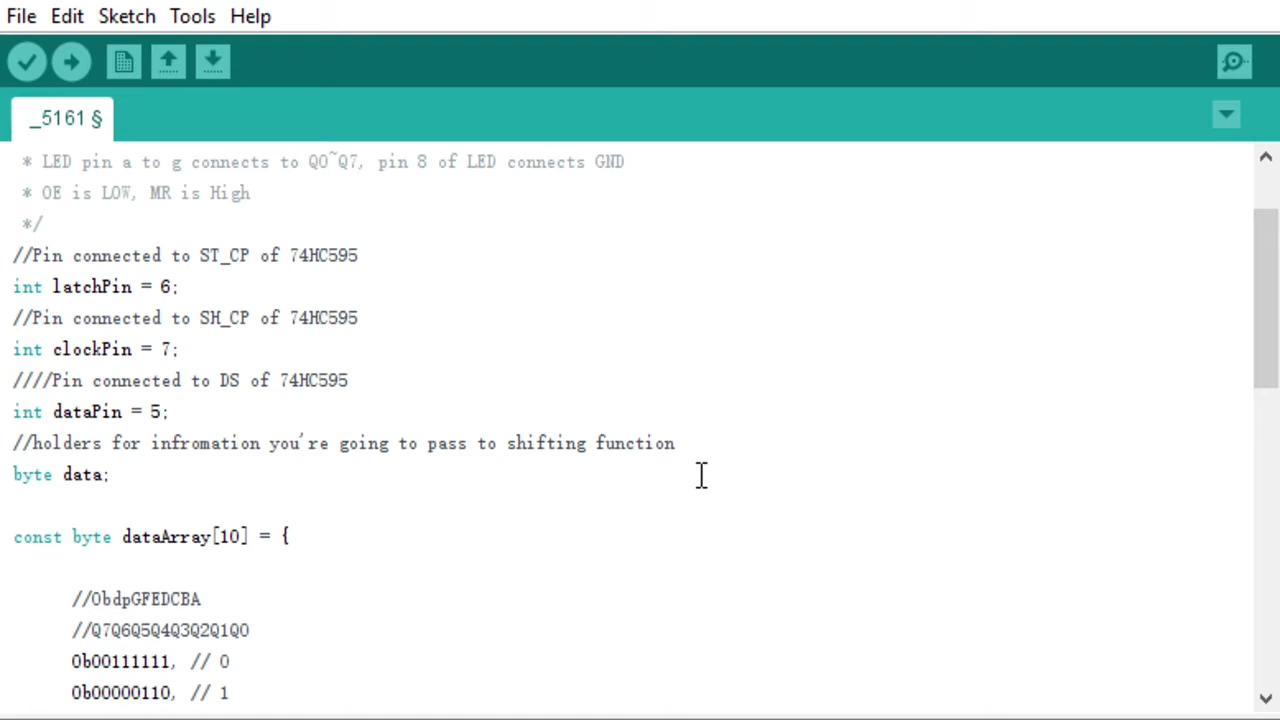 File Edit Sketch Tools Help
_5161 §
* LED pin a to g connects to Q0~Q7, pin 8 of LED connects GND
* OE is LOW, MR is High
*/
//Pin connected to ST_CP of 74HC595
int latchPin = 6;
//Pin connected to SH_CP of 74HC595
int clockPin = 7;
////Pin connected to DS of 74HC595
int dataPin = 5;
//holders for infromation you're going to pass to shifting function
byte data;
const byte dataArray[10] = {
//0bdpGFEDCBA
//Q7Q6Q5Q4Q3Q2Q1Q0
0b00111111, // 0
0b00000110, // 1